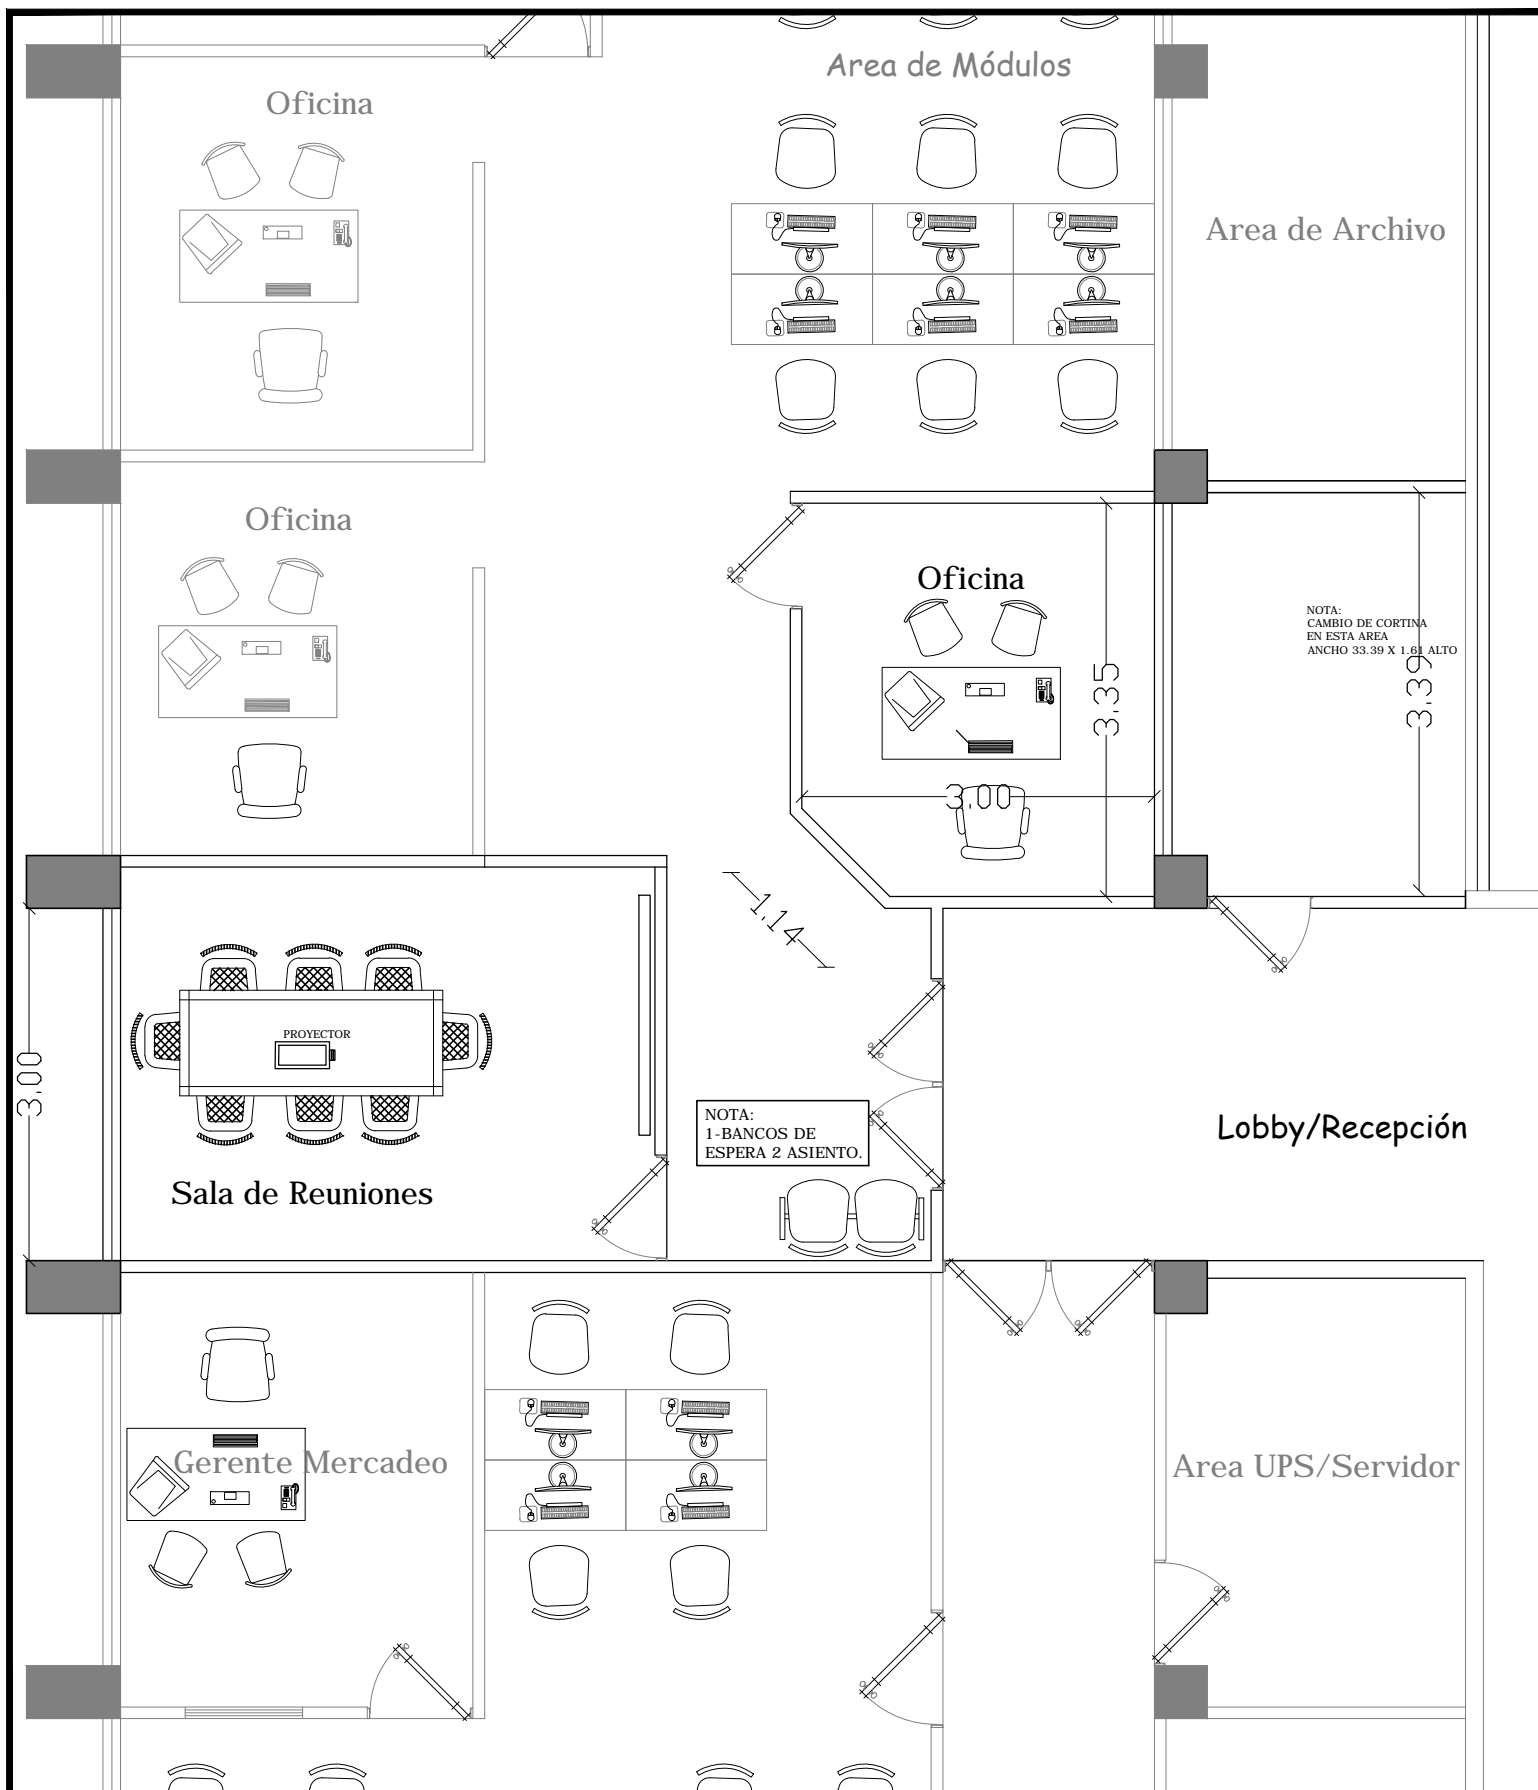 Area de Módulos
Oficina
Area de Archivo
Oficina
Oficina
NOTA:
CAMBIO DE CORTINA
EN ESTA AREA
ANCHO 33.39 X 1.61 ALTO
3.35
3.39
3.00
1.14
3.00
PROYECTOR
NOTA:
1-BANCOS DE
ESPERA 2 ASIENTO.
Lobby/Recepción
Sala de Reuniones
Gerente Mercadeo
Area UPS/Servidor